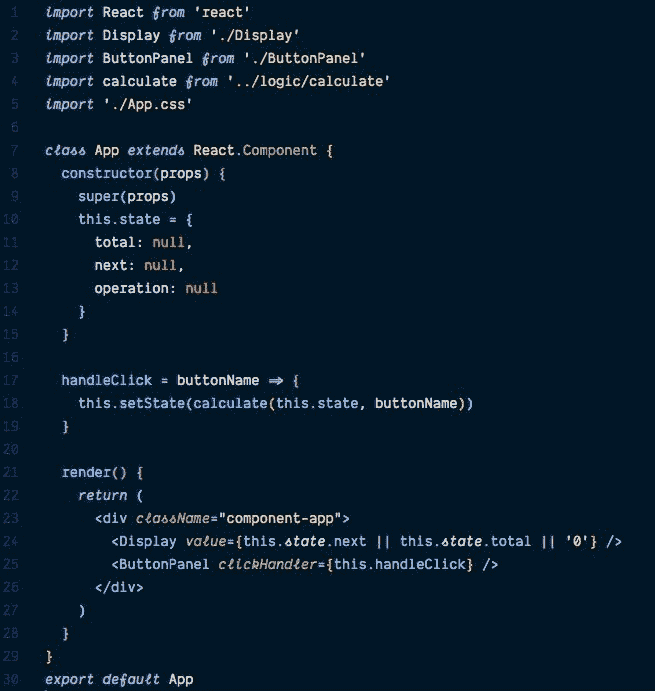 1 import React from 'react'
2 import Display from './Display'
3 import ButtonPanel from './ButtonPanel'
4 import calculate from '../logic/calculate'
5 import './App.css'
6
7 class App extends React.Component {
8   constructor(props) {
9     super(props)
10     this.state = {
11       total: null,
12       next: null,
13       operation: null
14     }
15   }
16
17   handleClick = buttonName => {
18     this.setState(calculate(this.state, buttonName))
19   }
20
21   render() {
22     return (
23       <div className="component-app">
24         <Display value={this.state.next || this.state.total || '0'} />
25         <ButtonPanel clickHandler={this.handleClick} />
26       </div>
27     )
28   }
29 }
30 export default App